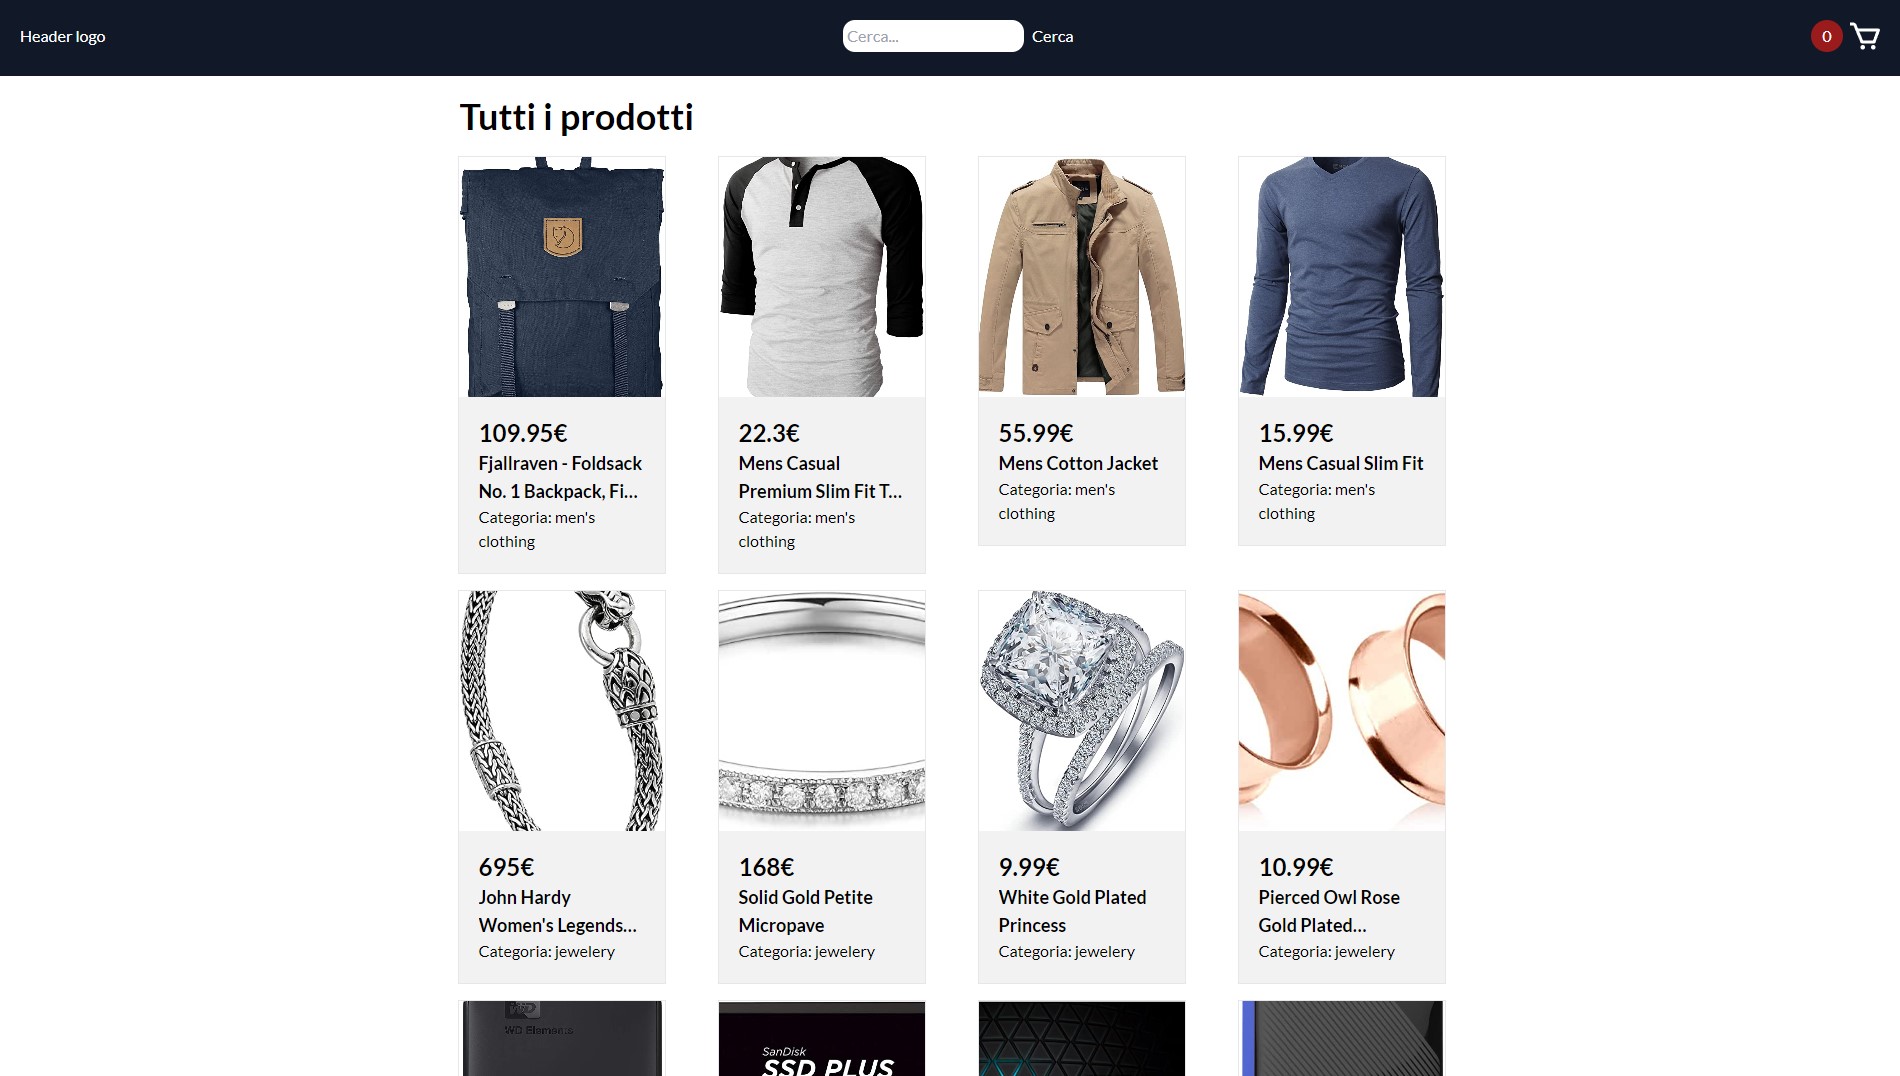 Header logo
Cerca...
Cerca
0
Tutti i prodotti
109.95€
Fjallraven - Foldsack
No. 1 Backpack, Fi...
Categoria: men's
clothing
22.3€
Mens Casual
Premium Slim Fit T...
Categoria: men's
clothing
55.99€
Mens Cotton Jacket
Categoria: men's
clothing
15.99€
Mens Casual Slim Fit
Categoria: men's
clothing
695€
John Hardy
Women's Legends...
Categoria: jewelery
168€
Solid Gold Petite
Micropave
Categoria: jewelery
9.99€
White Gold Plated
Princess
Categoria: jewelery
10.99€
Pierced Owl Rose
Gold Plated...
Categoria: jewelery
WD
WD Elements
SanDisk
SSD PLUS